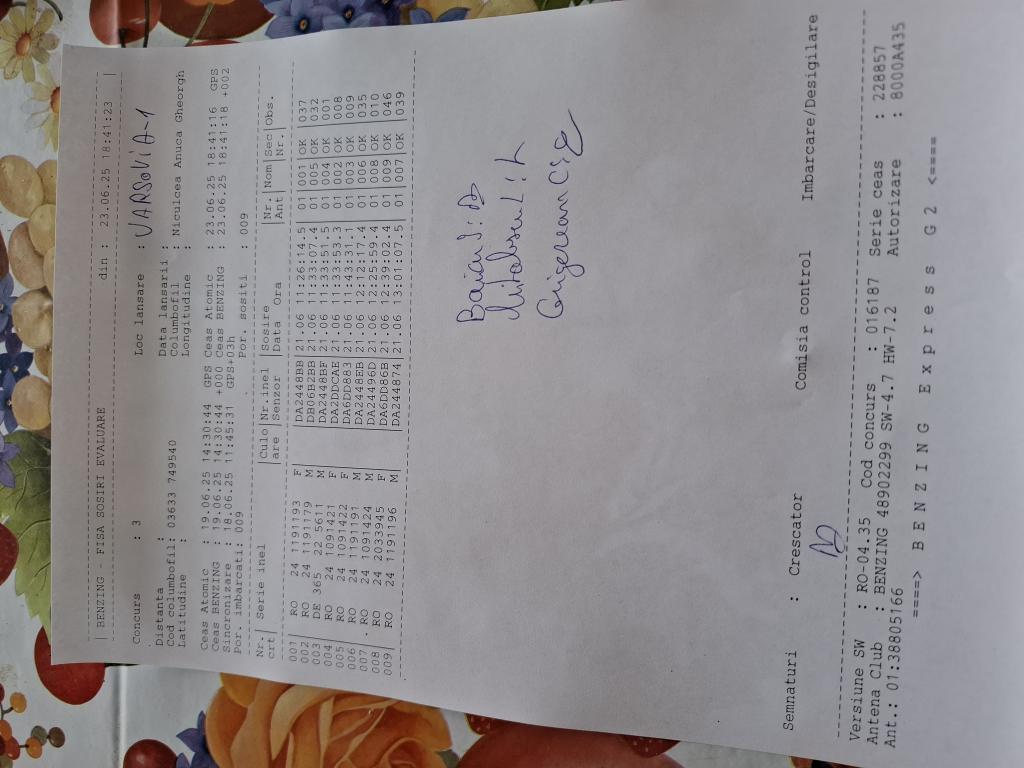 | BENZING - FISA SOSIRI EVALUARE din : 23.06.25 18:41:23 |
Concurs : 3 Loc lansare : VARSOVIA-1
Distanta : Data lansarii :
Cod columbofil: 0363 749540 Columbofil : Niculcea Anuca Gheorgh
Latitudine : Longitudine :
Ceas Atomic : 19.06.25 14:30:44 GPS Ceas Atomic : 23.06.25 18:41:16 GPS
Ceas BENZING : 19.06.25 14:30:44 +000 Ceas BENZING : 23.06.25 18:41:18 +002
Sincronizare : 18.06.25 11:45:31 GPS+03h
Por. imbarcati: 009 Por. sositi : 009
Nr.| Serie inel |Culo|Nr.inel |Sosire |Nr.|Nom|Sec|Obs.
crt| |are |Senzor |Data Ora |Ant|Nr.| |
001| RO 24 1191193 F |DA2448BB|21.06 11:26:14.5| 01|001|OK |037
002| RO 24 1191179 M |DB06B2EB|21.06 11:33:07.4| 01|005|OK |032
003| DE 365 22 5611 M |DA2448FF|21.06 11:33:51.5| 01|004|OK |001
004| RO 24 1091421 F |DA2DDCAE|21.06 11:33:53.3| 01|002|OK |008
005| RO 24 1091422 F |DA6DD883|21.06 11:43:37.1| 01|003|OK |009
006| RO 24 1191191 M |DA2448EB|21.06 12:12:17.4| 01|006|OK |035
007| RO 24 1091424 M |DA24496D|21.06 12:25:59.4| 01|008|OK |010
008| RO 24 2093945 F |DA6DD86B|21.06 12:39:02.4| 01|009|OK |046
009| RO 24 1191196 M |DA244874|21.06 13:01:07.5| 01|007|OK |039
Semnaturi : Crescator Comisia control Imbarcare/Desigilare
Versiune SW : RO-04.35 Cod concurs : 016187 Serie ceas : 228857
Antena Club : BENZING 48902299 SW-4.7 HW-7.2 Autorizare : 8000A435
Ant.: 01:38805166
====> B E N Z I N G E x p r e s s G 2 <====